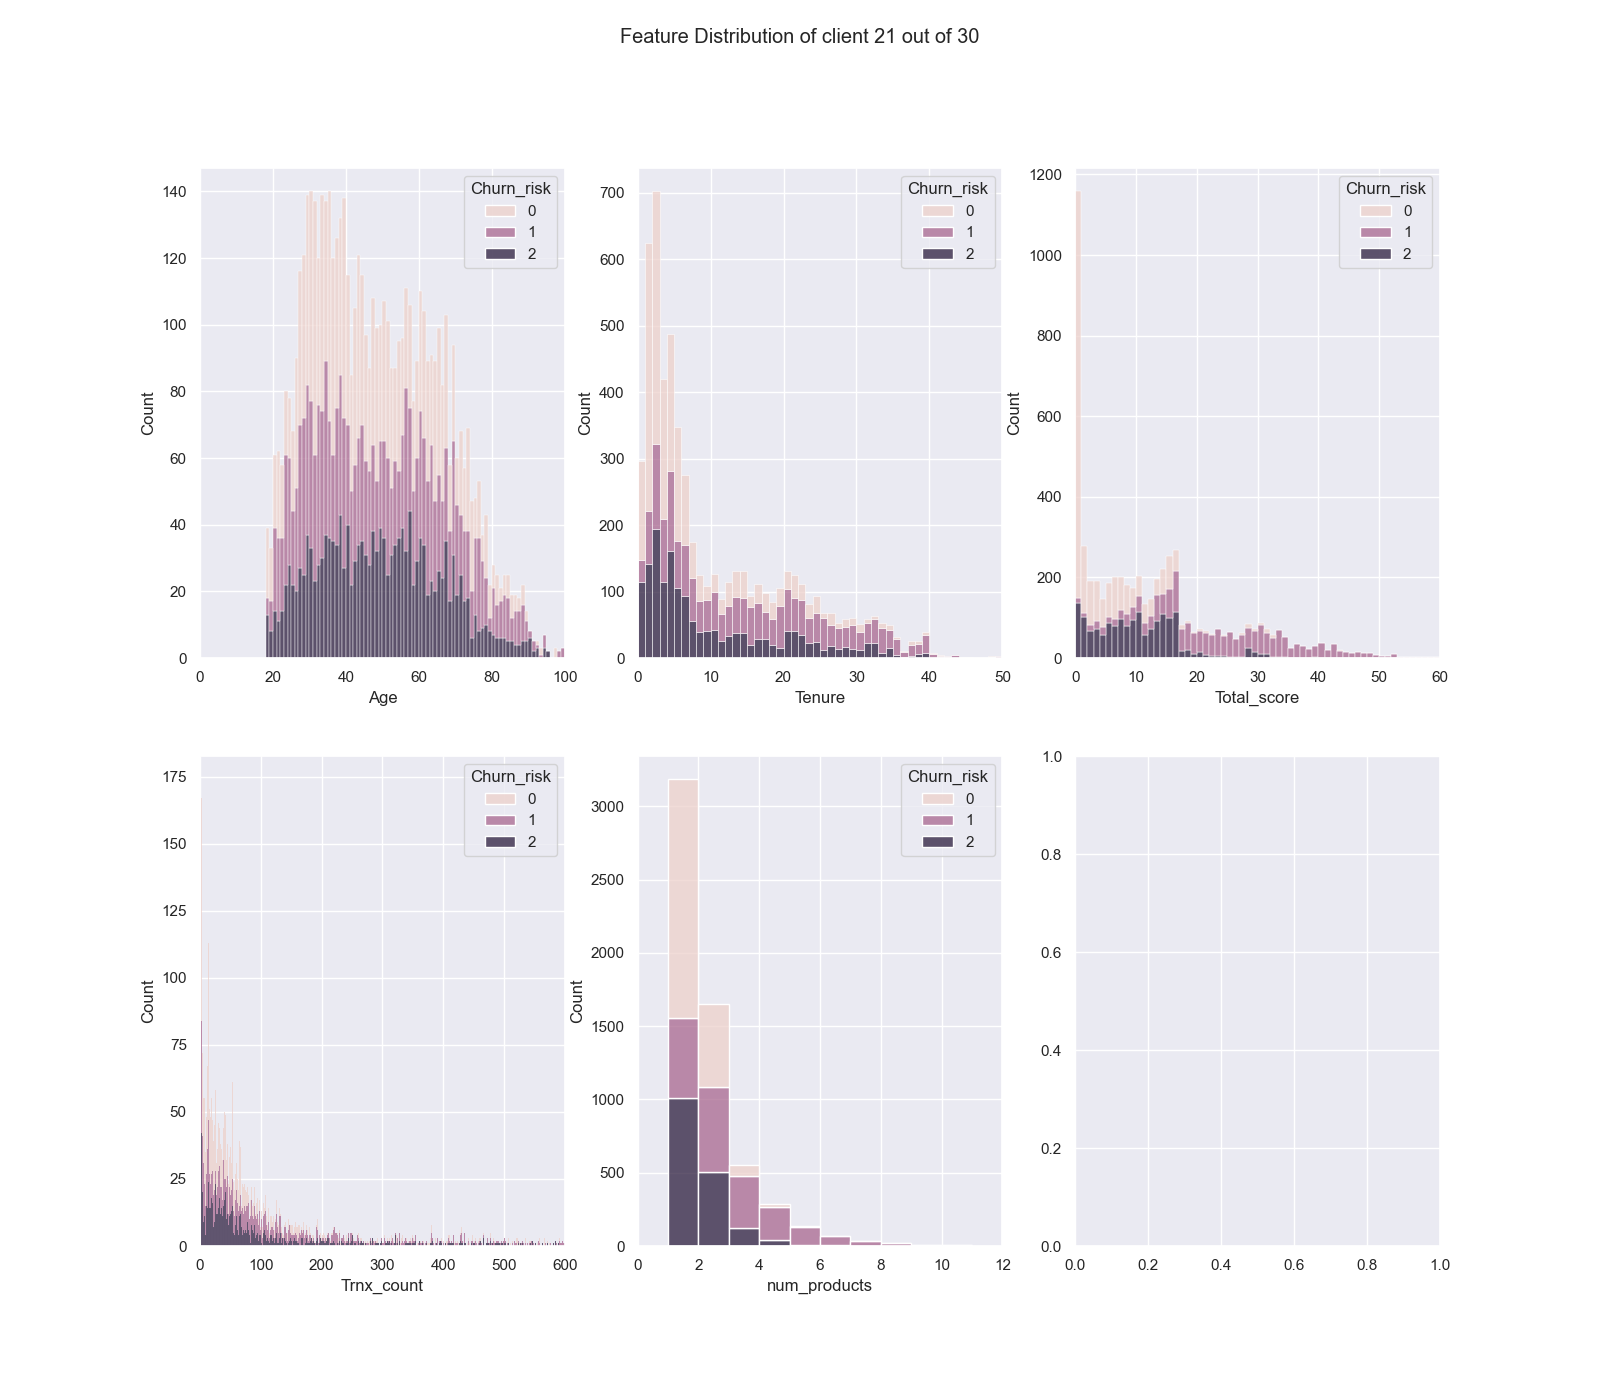 Feature Distribution of client 21 out of 30
140
120
100
80
60
40
20
0
Count
0 20 40 60 80 100
Age
Churn_risk
0
1
2
700
600
500
400
300
200
100
0
Count
0 10 20 30 40 50
Tenure
Churn_risk
0
1
2
1200
1000
800
600
400
200
0
Count
0 10 20 30 40 50 60
Total_score
Churn_risk
0
1
2
175
150
125
100
75
50
25
0
Count
0 100 200 300 400 500 600
Trnx_count
Churn_risk
0
1
2
3000
2500
2000
1500
1000
500
0
Count
0 2 4 6 8 10 12
num_products
Churn_risk
0
1
2
1.0
0.8
0.6
0.4
0.2
0.0
0.0 0.2 0.4 0.6 0.8 1.0